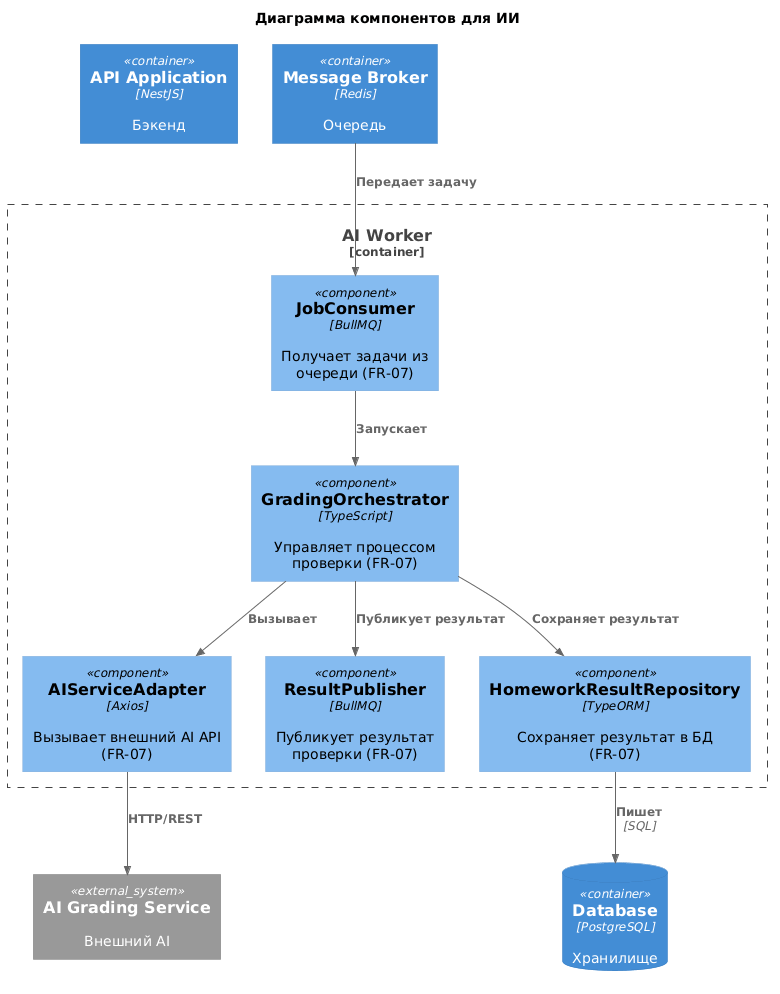 Диаграмма компонентов для ИИ
«container»
API Application
[NestJS]
Бэкенд
«container»
Message Broker
[Redis]
Очередь
Передает задачу
AI Worker
[container]
«component»
JobConsumer
[BullMQ]
Получает задачи из
очереди (FR-07)
Запускает
«component»
GradingOrchestrator
[TypeScript]
Управляет процессом
проверки (FR-07)
Вызывает
Публикует результат
Сохраняет результат
«component»
AIServiceAdapter
[Axios]
Вызывает внешний AI API
(FR-07)
«component»
ResultPublisher
[BullMQ]
Публикует результат
проверки (FR-07)
«component»
HomeworkResultRepository
[TypeORM]
Сохраняет результат в БД
(FR-07)
HTTP/REST
Пишет
[SQL]
«external_system»
AI Grading Service
Внешний AI
«container»
Database
[PostgreSQL]
Хранилище